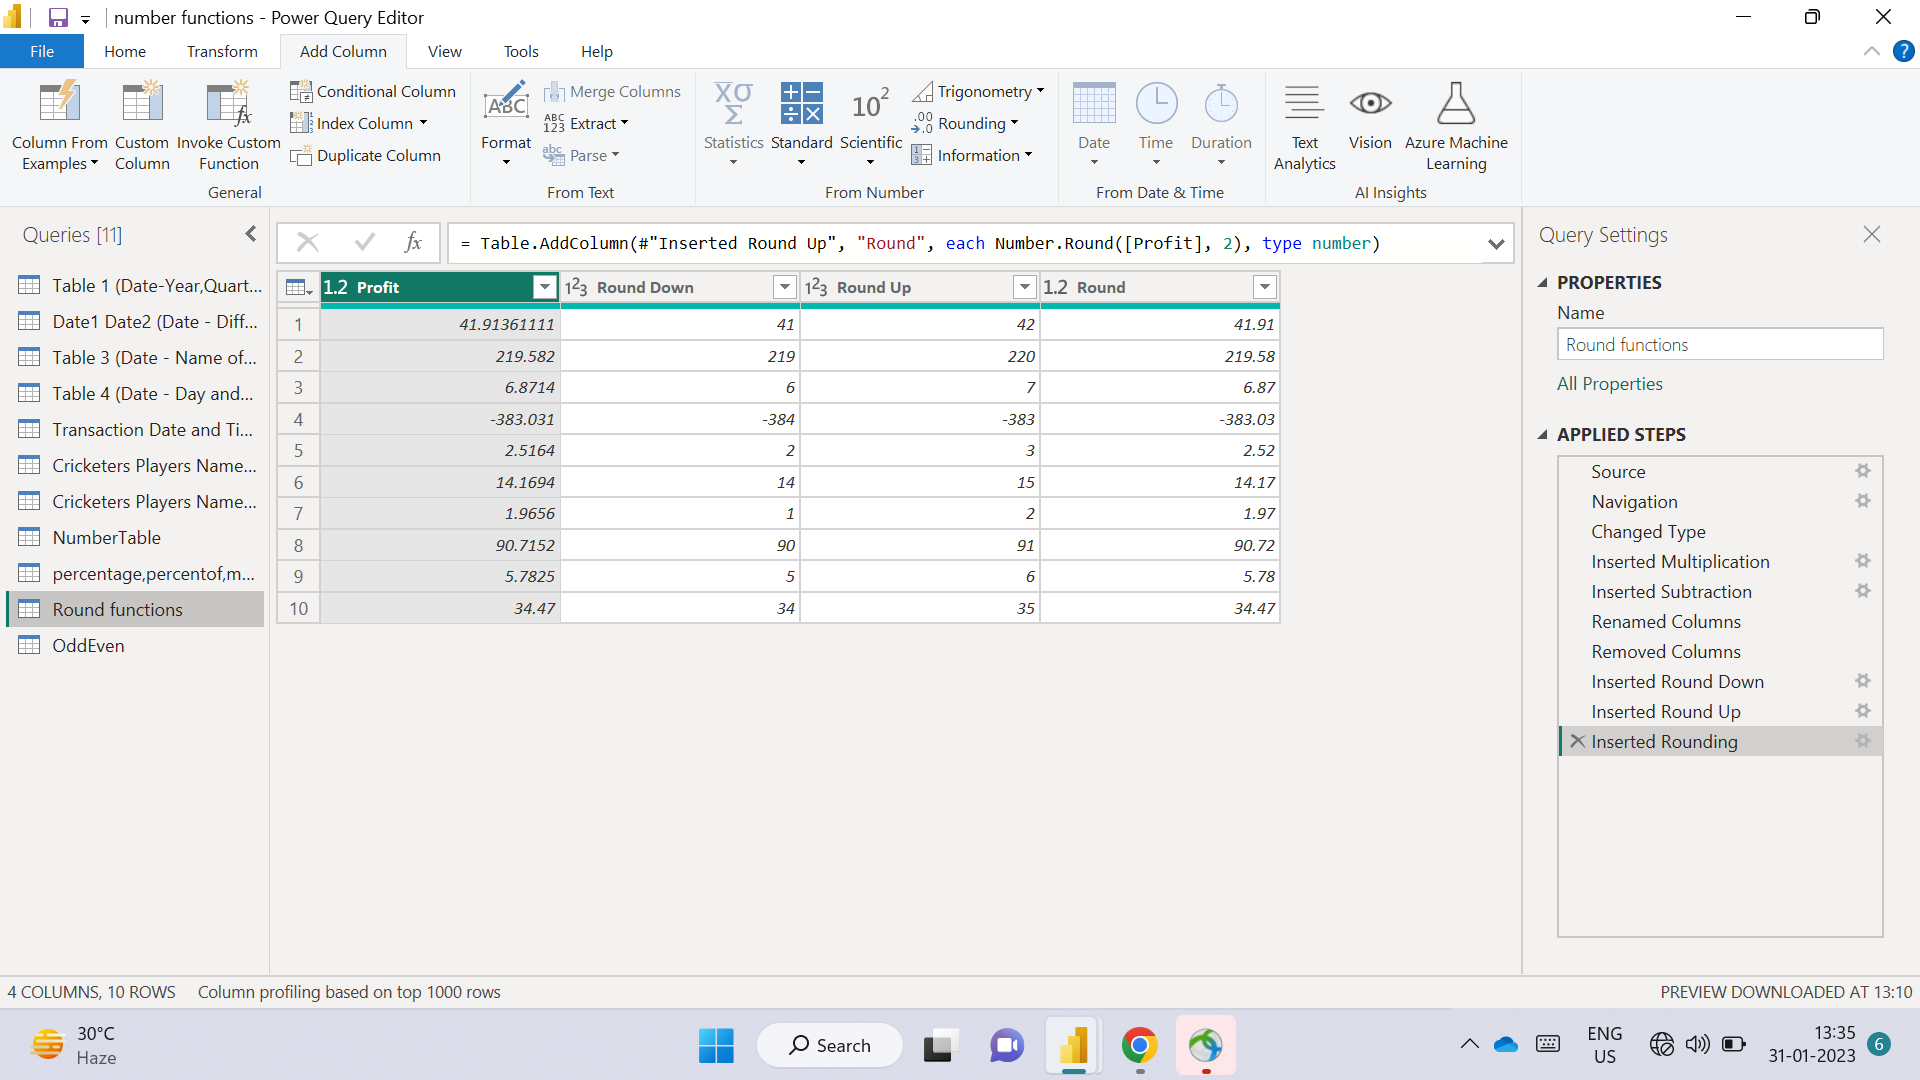 number functions - Power Query Editor
File Home Transform Add Column View Tools Help
Column From Examples
Custom Column
Invoke Custom Function
Conditional Column
Index Column
Duplicate Column
General
ABC
Format
Merge Columns
ABC 123 Extract
abc Parse
From Text
Statistics
Standard
10² Scientific
Trigonometry
.00 .0 Rounding
Information
From Number
Date
Time
Duration
From Date & Time
Text Analytics
Vision
Azure Machine Learning
AI Insights
Queries [11]
Table 1 (Date-Year,Quart...
Date1 Date2 (Date - Diff...
Table 3 (Date - Name of...
Table 4 (Date - Day and...
Transaction Date and Ti...
Cricketers Players Name...
Cricketers Players Name...
NumberTable
percentage,percentof,m...
Round functions
OddEven
fx = Table.AddColumn(#"Inserted Round Up", "Round", each Number.Round([Profit], 2), type number)
1.2 Profit 1²3 Round Down 1²3 Round Up 1.2 Round
1 41.91361111 41 42 41.91
2 219.582 219 220 219.58
3 6.8714 6 7 6.87
4 -383.031 -384 -383 -383.03
5 2.5164 2 3 2.52
6 14.1694 14 15 14.17
7 1.9656 1 2 1.97
8 90.7152 90 91 90.72
9 5.7825 5 6 5.78
10 34.47 34 35 34.47
Query Settings
PROPERTIES
Name
Round functions
All Properties
APPLIED STEPS
Source
Navigation
Changed Type
Inserted Multiplication
Inserted Subtraction
Renamed Columns
Removed Columns
Inserted Round Down
Inserted Round Up
Inserted Rounding
4 COLUMNS, 10 ROWS Column profiling based on top 1000 rows
PREVIEW DOWNLOADED AT 13:10
30°C
Haze
Search
ENG
US
13:35
31-01-2023
6